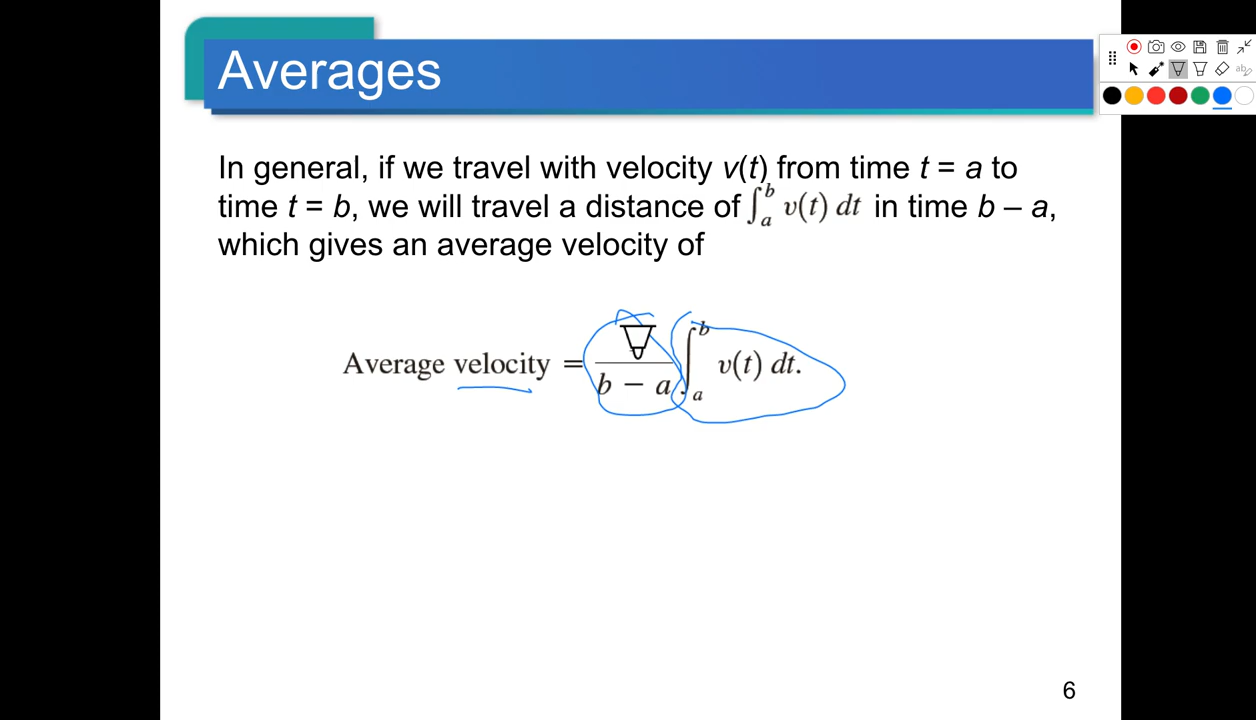 Averages
In general, if we travel with velocity v(t) from time t = a to
time t = b, we will travel a distance of ∫ₐᵇ v(t) dt in time b – a,
which gives an average velocity of
Average velocity = —/(b − a) ∫ₐᵇ v(t) dt.
6